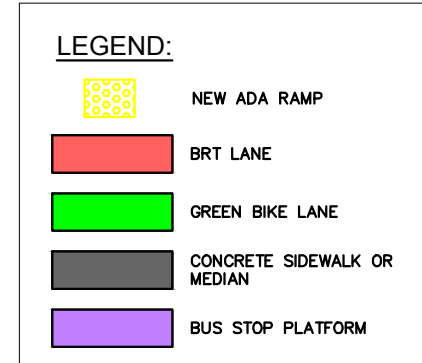 LEGEND:
NEW ADA RAMP
BRT LANE
GREEN BIKE LANE
CONCRETE SIDEWALK OR
MEDIAN
BUS STOP PLATFORM